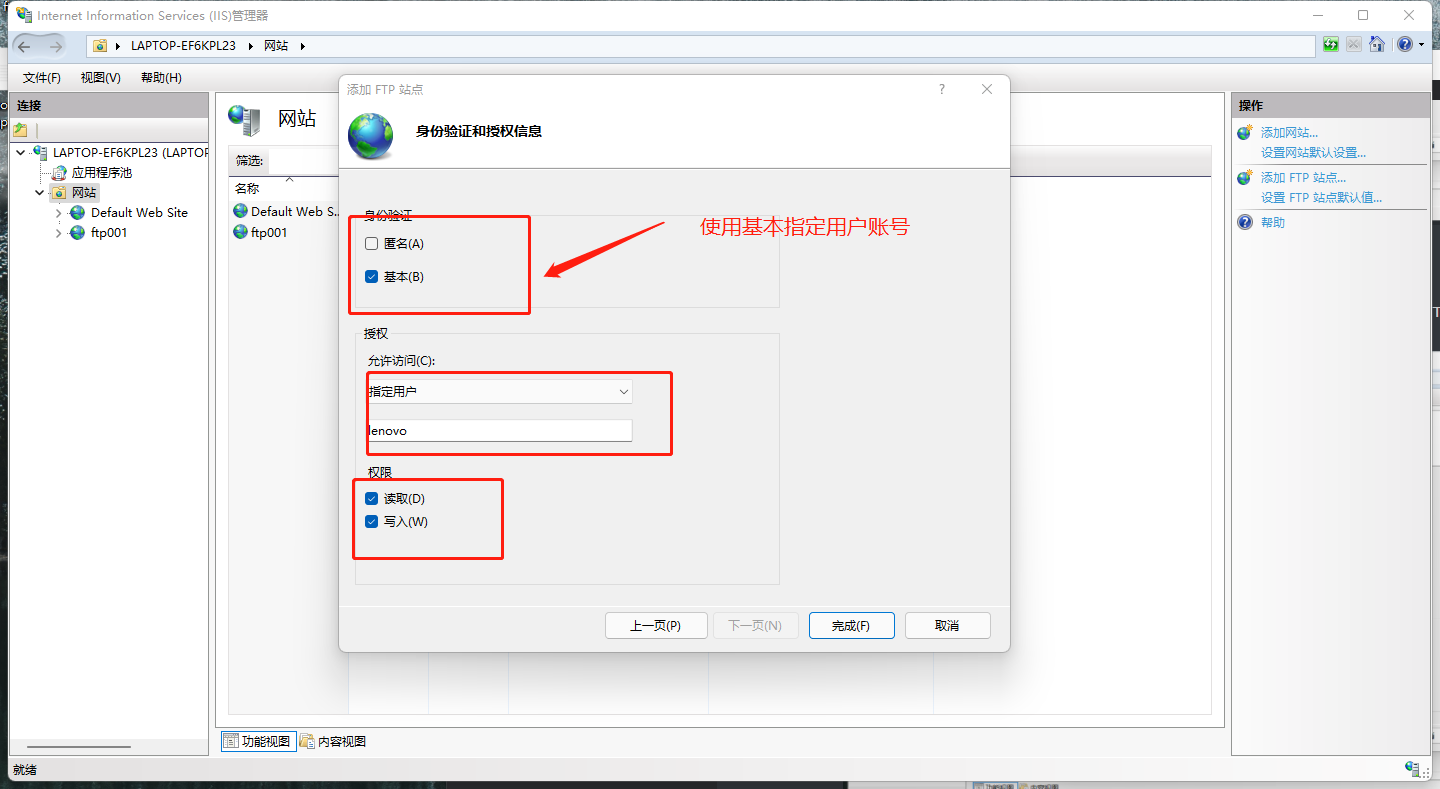 Internet Information Services (IIS)管理器
LAPTOP-EF6KPL23
网站
文件(F)
视图(V)
帮助(H)
连接
LAPTOP-EF6KPL23 (LAPTOP
应用程序池
网站
Default Web Site
ftp001
网站
筛选:
名称
Default Web S...
ftp001
添加 FTP 站点
?
身份验证和授权信息
身份验证
匿名(A)
基本(B)
使用基本指定用户账号
授权
允许访问(C):
指定用户
lenovo
权限
读取(D)
写入(W)
上一页(P)
下一页(N)
完成(F)
取消
操作
添加网站...
设置网站默认设置...
添加 FTP 站点...
设置 FTP 站点默认值...
帮助
功能视图
内容视图
就绪